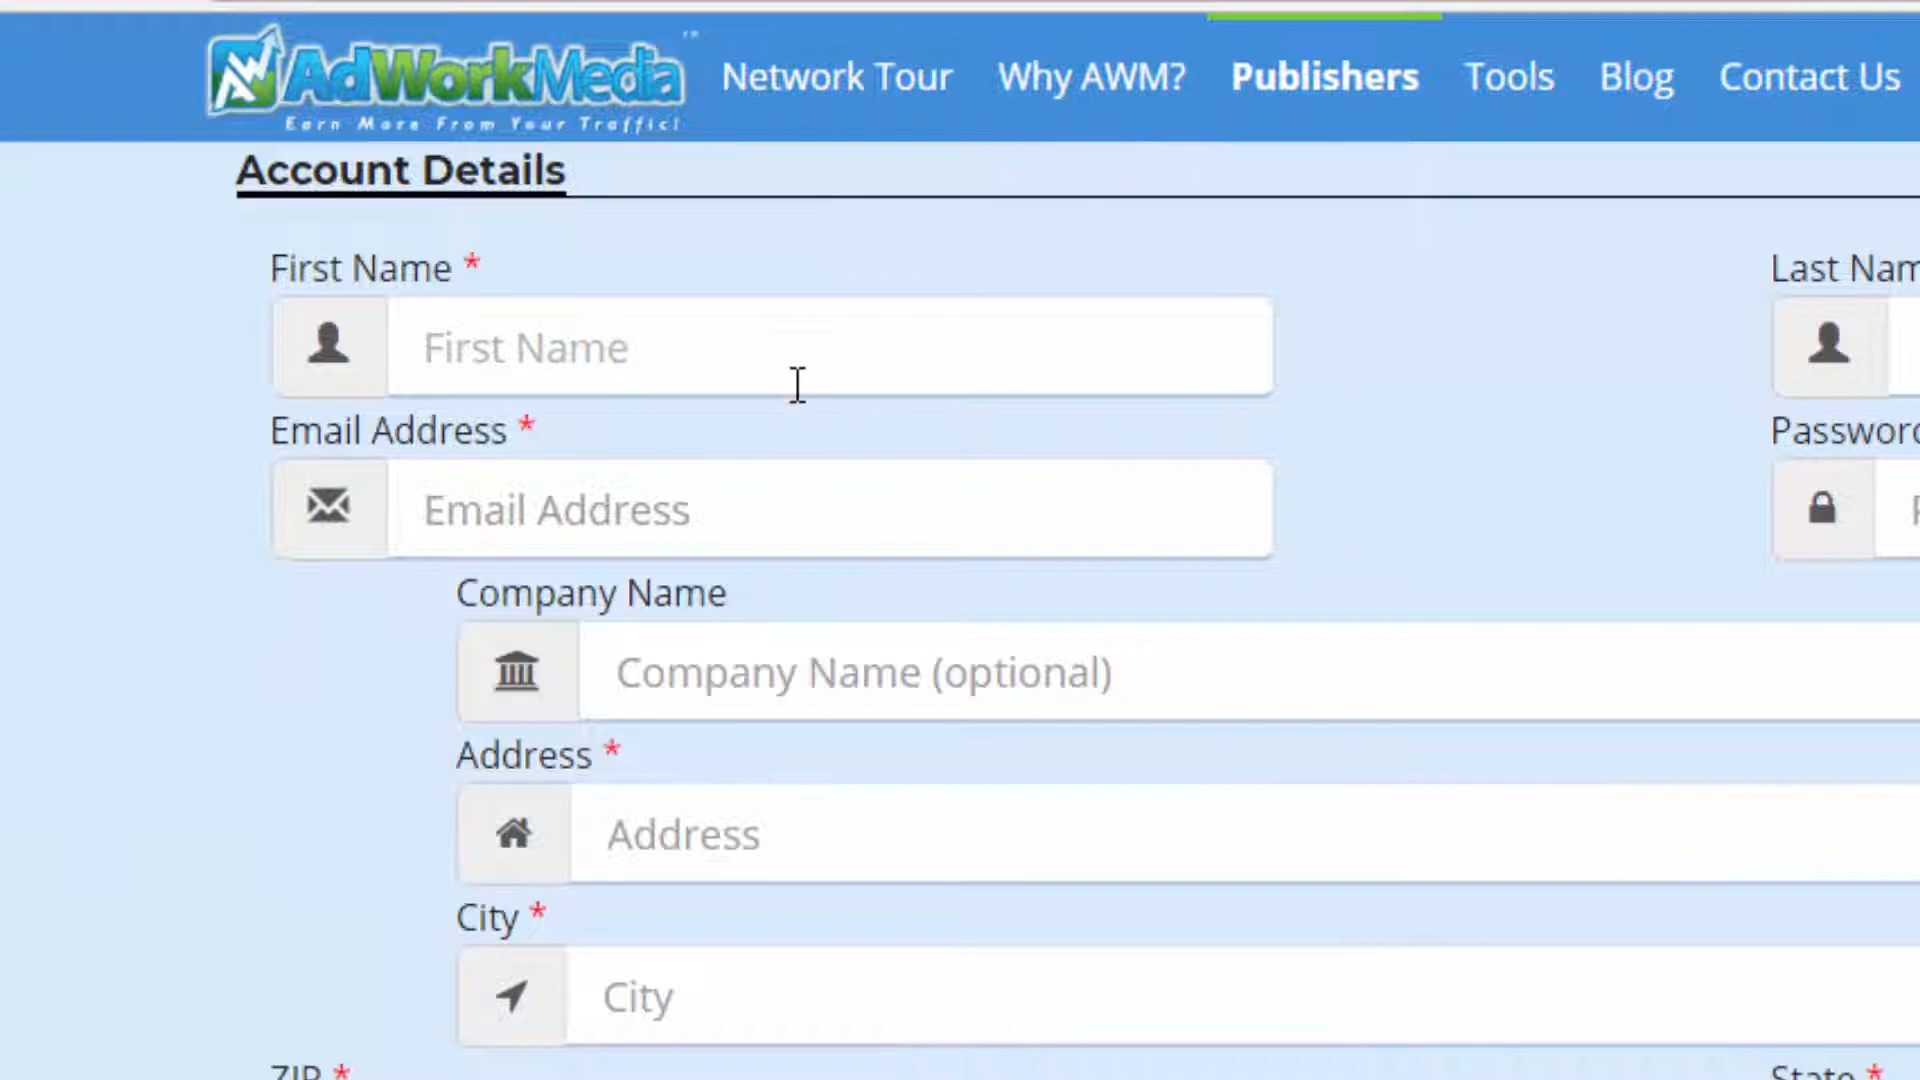 AdWorkMedia™
Earn More From Your Traffic!
Network Tour Why AWM? Publishers Tools Blog Contact Us
Account Details
First Name *
Last Nam
First Name
Email Address *
Password
Email Address
Company Name
Company Name (optional)
Address *
Address
City *
City
ZIP *
State *